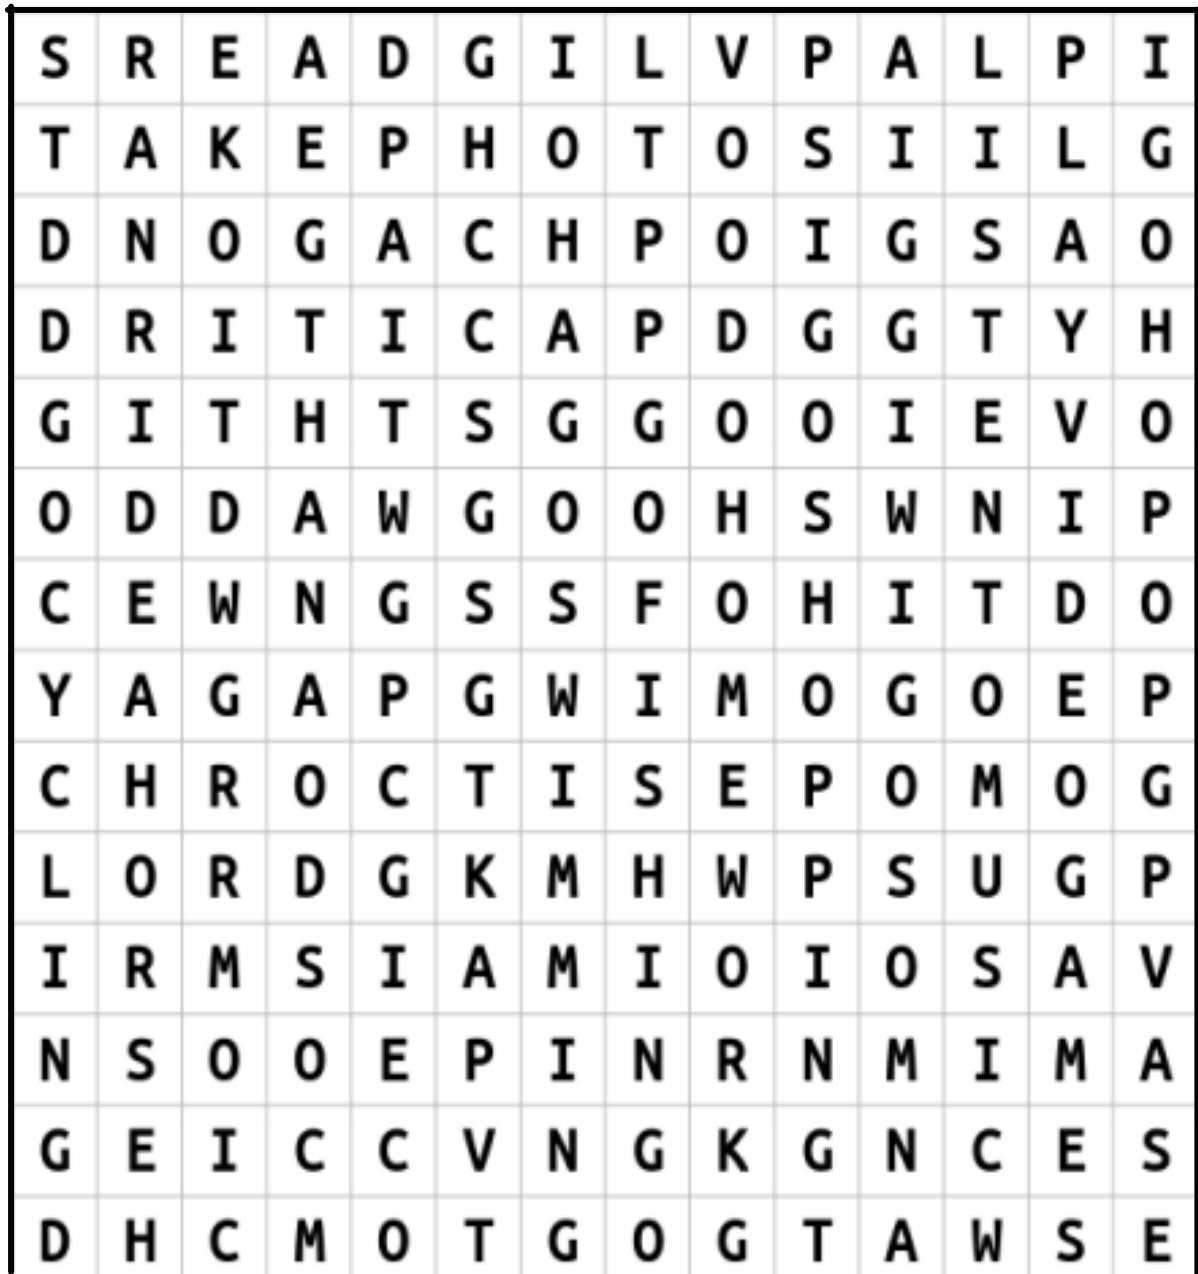 S R E A D G I L V P A L P I
T A K E P H O T O S I I L G
D N O G A C H P O I G S A O
D R I T I C A P D G G T Y H
G I T H T S G G O O I E V O
O D D A W G O O H S W N I P
C E W N G S S F O H I T D O
Y A G A P G W I M O G O E P
C H R O C T I S E P O M O G
L O R D G K M H W P S U G P
I R M S I A M I O I O S A V
N S O O E P I N R N M I M A
G E I C C V N G K G N C E S
D H C M O T G O G T A W S E